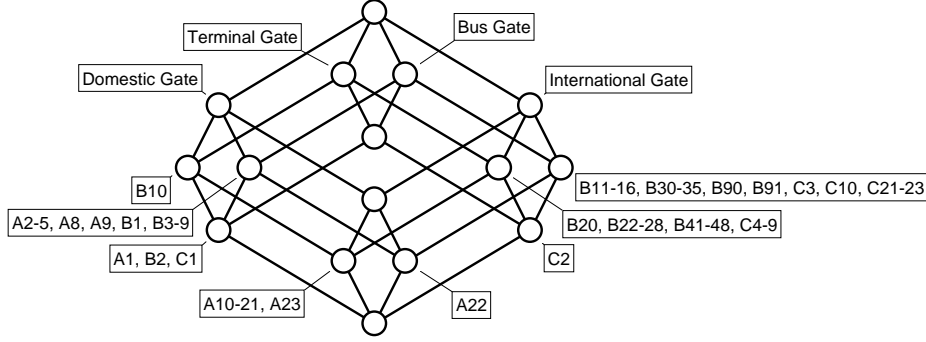 Terminal Gate
Bus Gate
Domestic Gate
International Gate
B10
B11-16, B30-35, B90, B91, C3, C10, C21-23
A2-5, A8, A9, B1, B3-9
B20, B22-28, B41-48, C4-9
A1, B2, C1
C2
A10-21, A23
A22